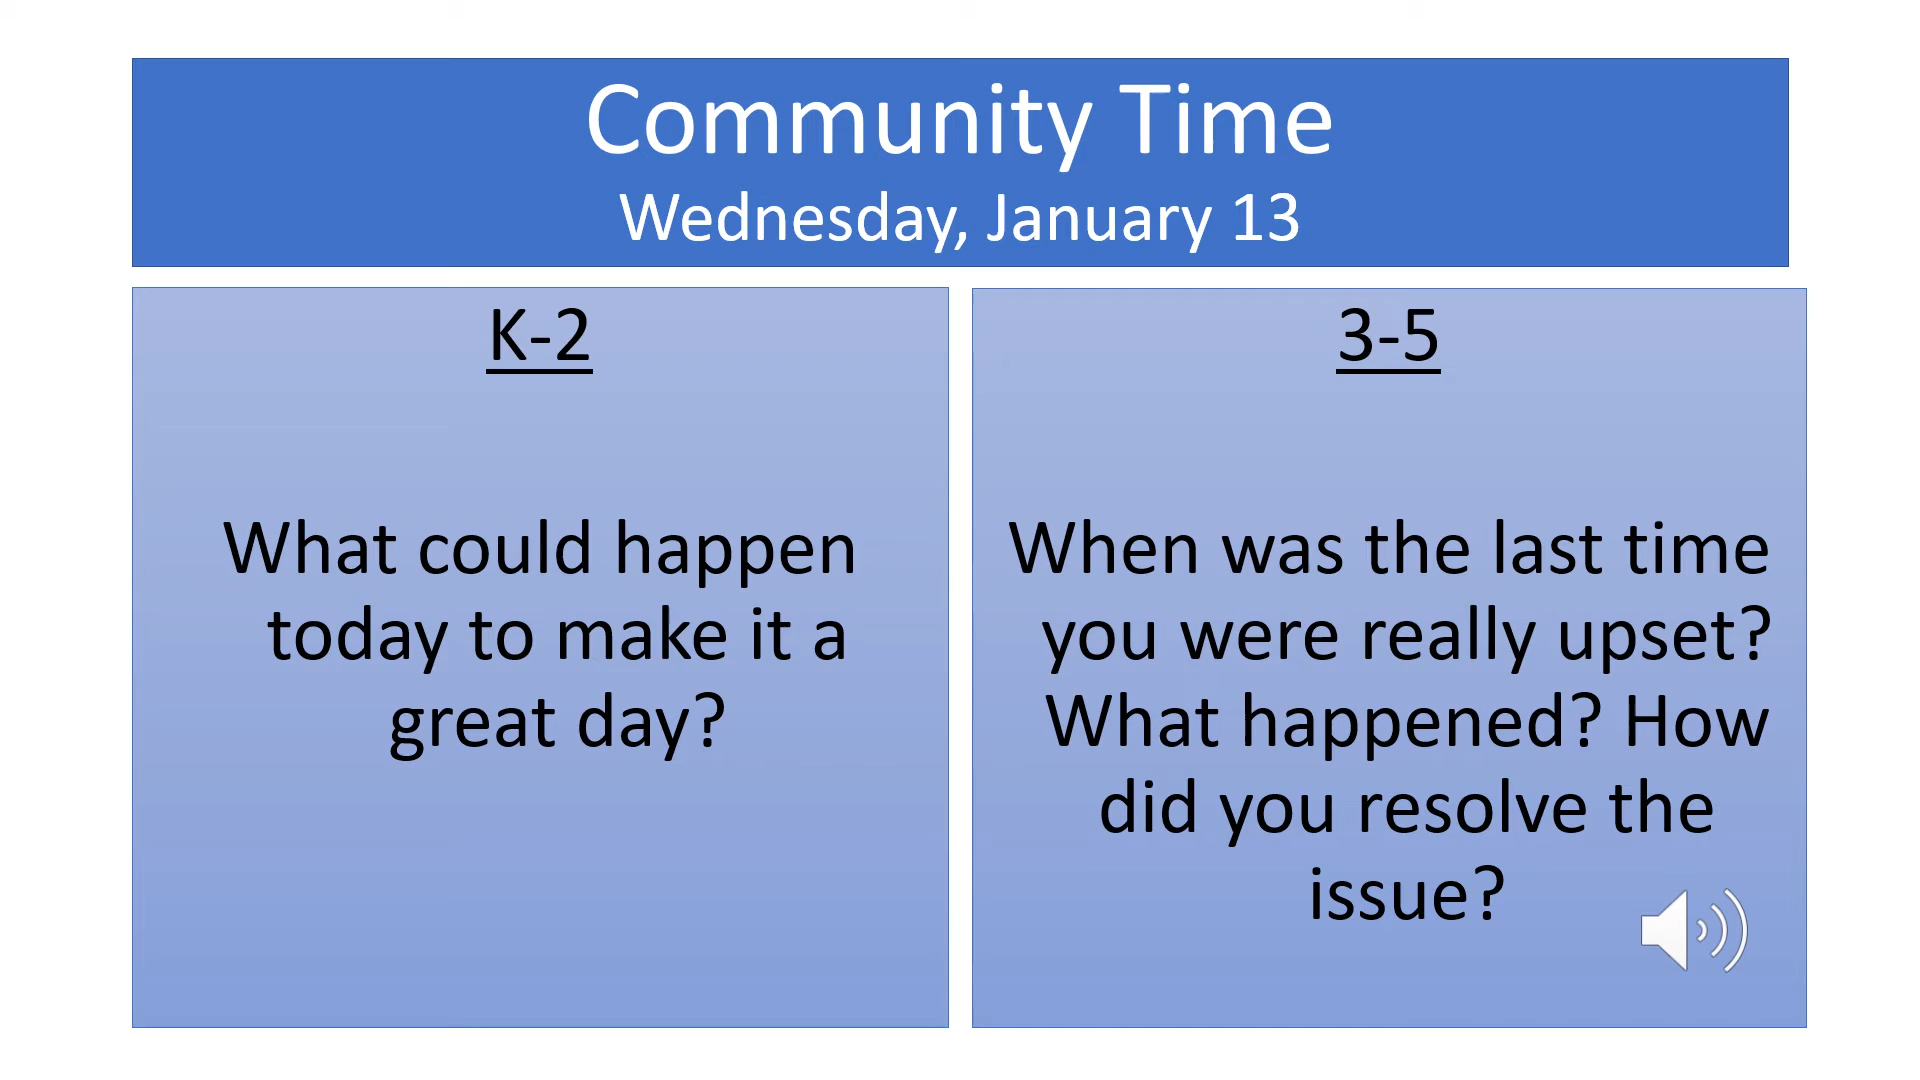 Community Time
Wednesday, January 13
K-2
What could happen
today to make it a
great day?
3-5
When was the last time
you were really upset?
What happened? How
did you resolve the
issue?